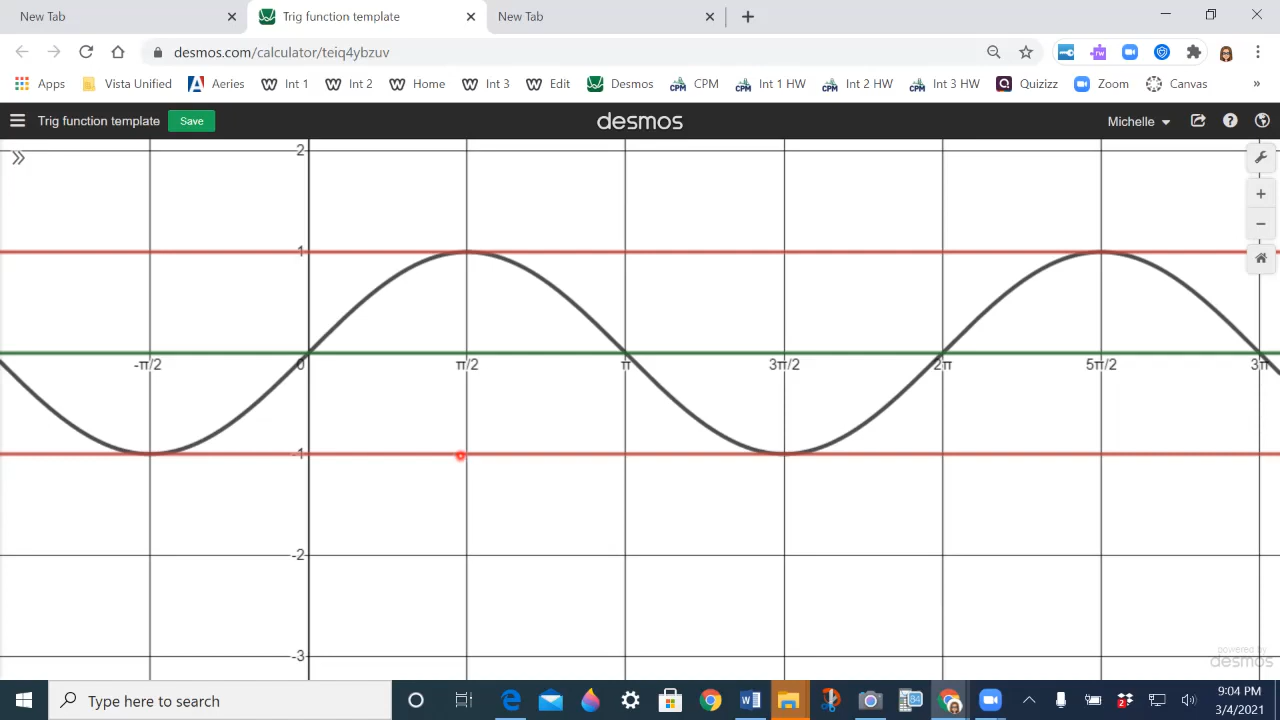 New Tab
Trig function template
New Tab
desmos.com/calculator/teiq4ybzuv
Apps Vista Unified Aeries Int 1 Int 2 Home Int 3 Edit Desmos CPM Int 1 HW Int 2 HW Int 3 HW Quizizz Zoom Canvas »
Trig function template Save desmos Michelle
2
1
-π/2 0 π/2 π 3π/2 2π 5π/2 3π
-1
-2
-3
powered by
desmos
Type here to search
9:04 PM
3/4/2021